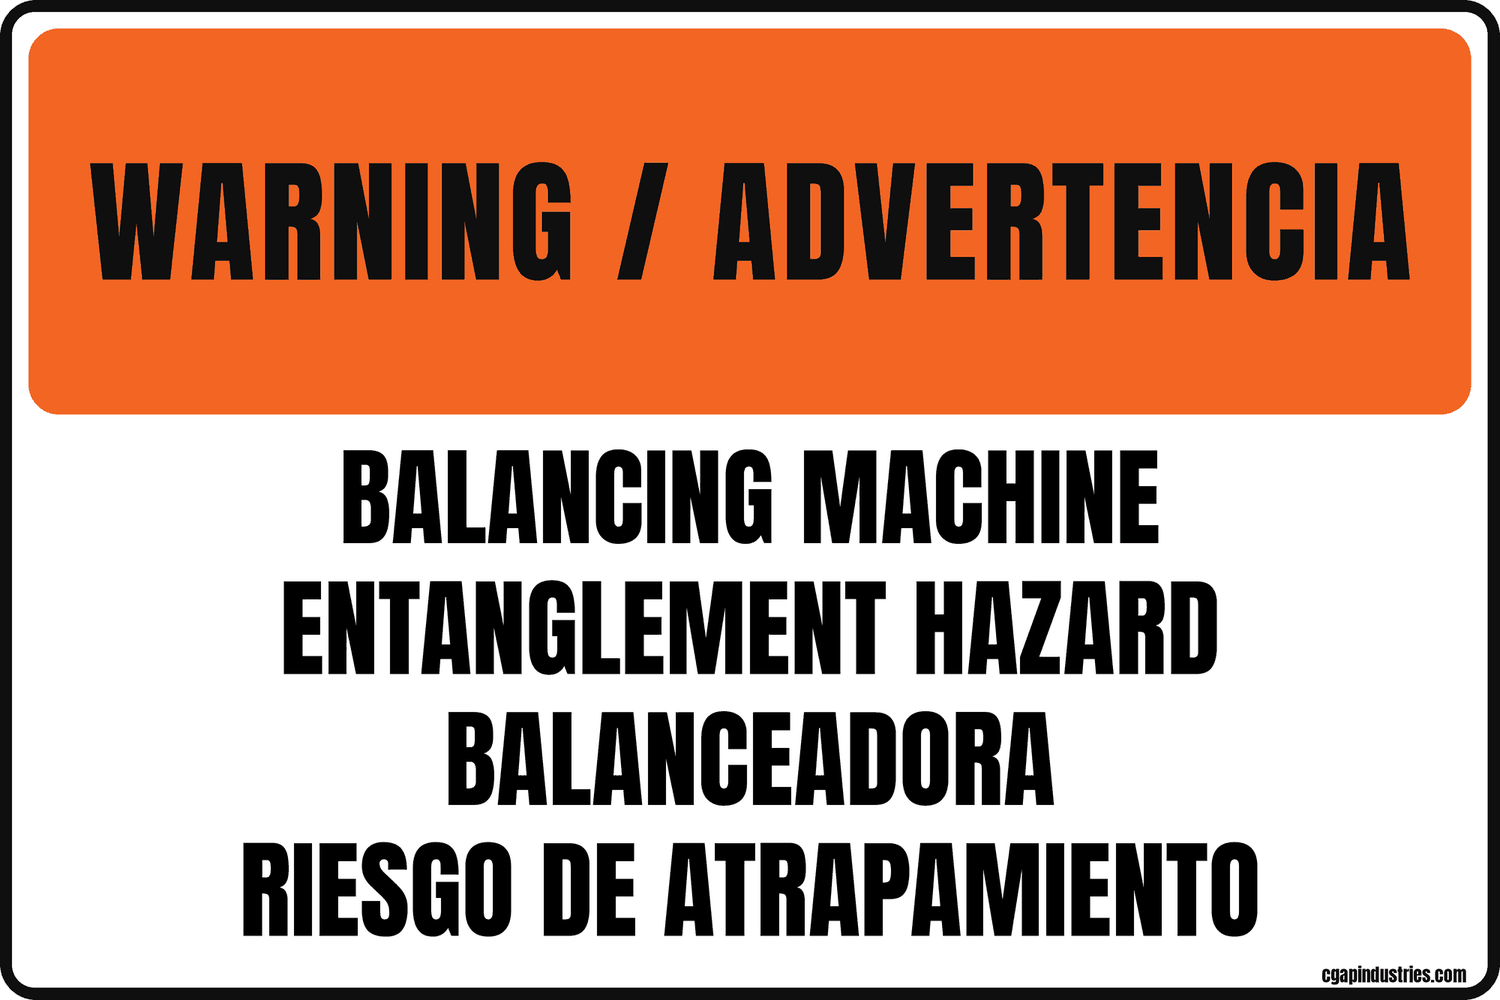 WARNING / ADVERTENCIA
BALANCING MACHINE
ENTANGLEMENT HAZARD
BALANCEADORA
RIESGO DE ATRAPAMIENTO
cgapindustries.com